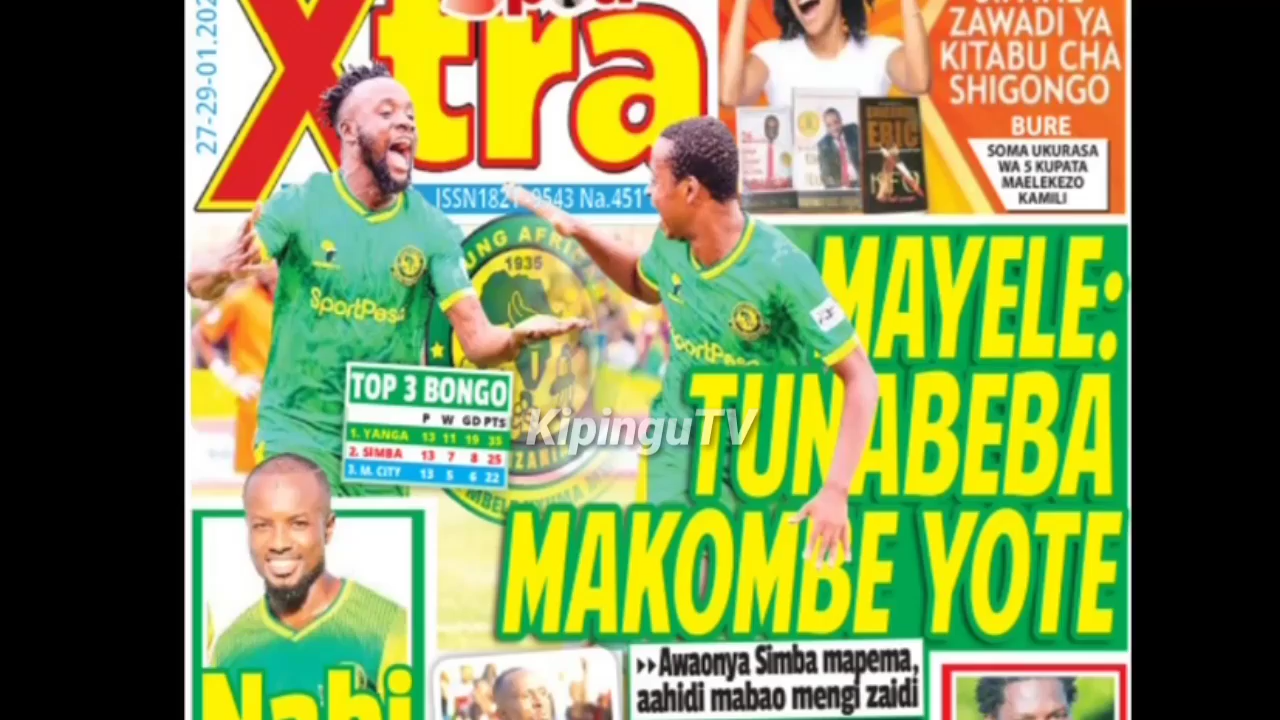 27-29-01.202
Xtra
ISSN1821-9543 Na.451
ZAWADI YA
KITABU CHA
SHIGONGO
BURE
SOMA UKURASA
WA 5 KUPATA
MAELEKEZO
KAMILI
1935
SportPesa
SportPesa
MAYELE:
TUNABEBA
MAKOMBE YOTE
TOP 3 BONGO
P W GD PTS
1. YANGA 13 11 19 35
2. SIMBA 13 7 8 25
3. M. CITY 13 5 6 22
KipinguTV
Nabi
Awaonya Simba mapema,
aahidi mabao mengi zaidi